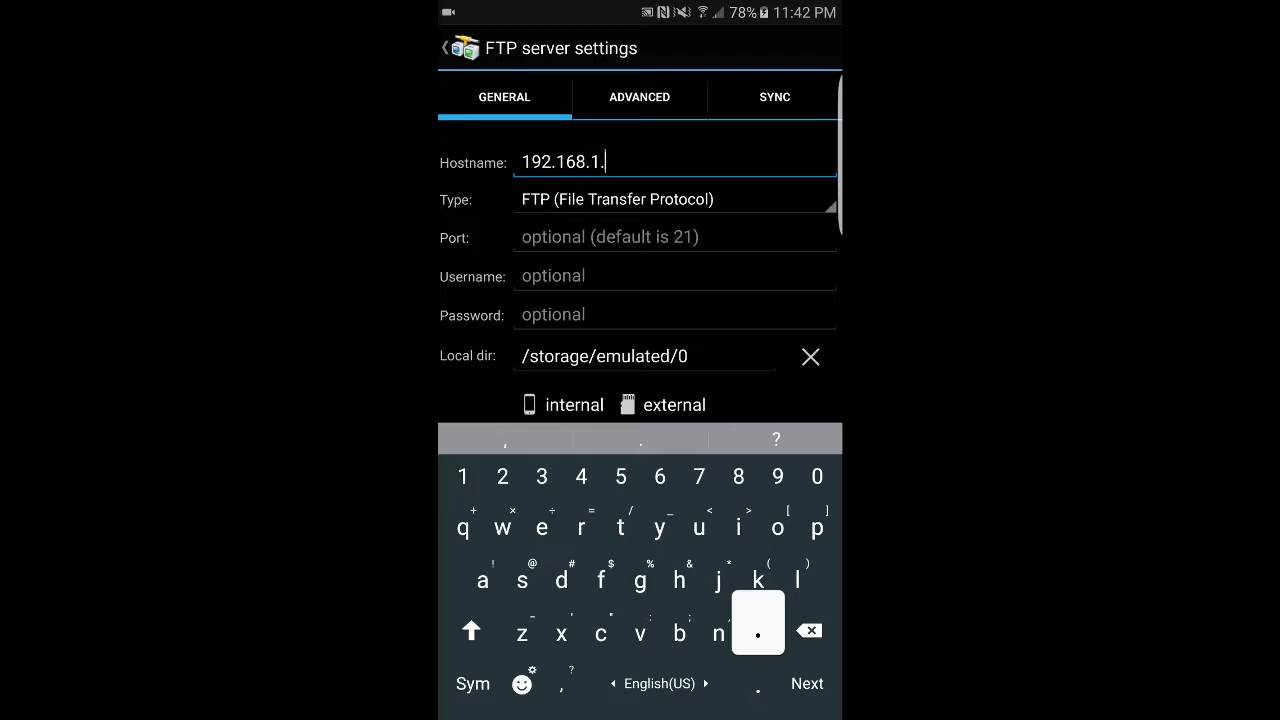 78% 11:42 PM
FTP server settings
GENERAL ADVANCED SYNC
Hostname: 192.168.1.
Type: FTP (File Transfer Protocol)
Port: optional (default is 21)
Username: optional
Password: optional
Local dir: /storage/emulated/0
internal external
, . ?
1 2 3 4 5 6 7 8 9 0
+ × ÷ = / _ < > [ ]
q w e r t y u i o p
! @ # $ % & * ( )
a s d f g h j k l
- ' " : ; ,
z x c v b n .
?
Sym , English(US) . Next